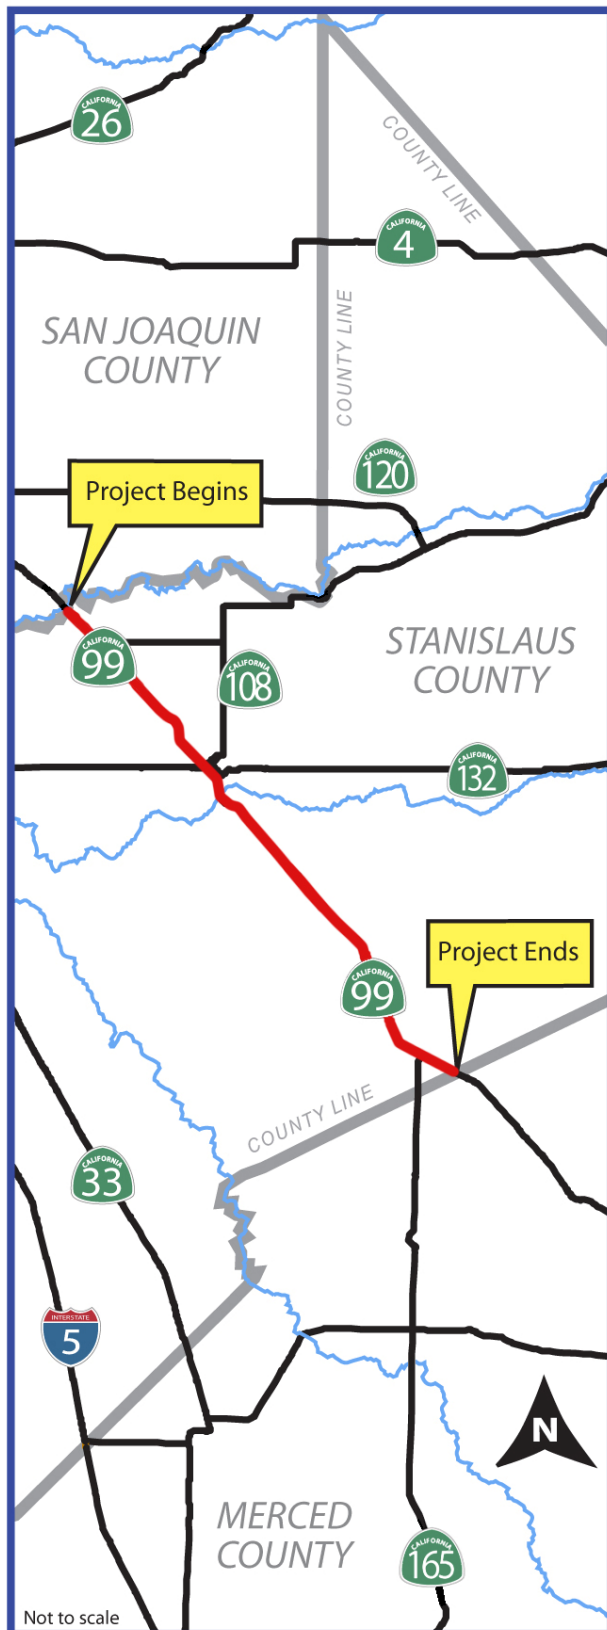 CALIFORNIA
26
COUNTY LINE
CALIFORNIA
4
COUNTY LINE
SAN JOAQUIN
COUNTY
CALIFORNIA
120
Project Begins
CALIFORNIA
99
STANISLAUS
COUNTY
CALIFORNIA
108
CALIFORNIA
132
Project Ends
CALIFORNIA
99
COUNTY LINE
CALIFORNIA
33
INTERSTATE
5
N
MERCED
COUNTY
CALIFORNIA
165
Not to scale